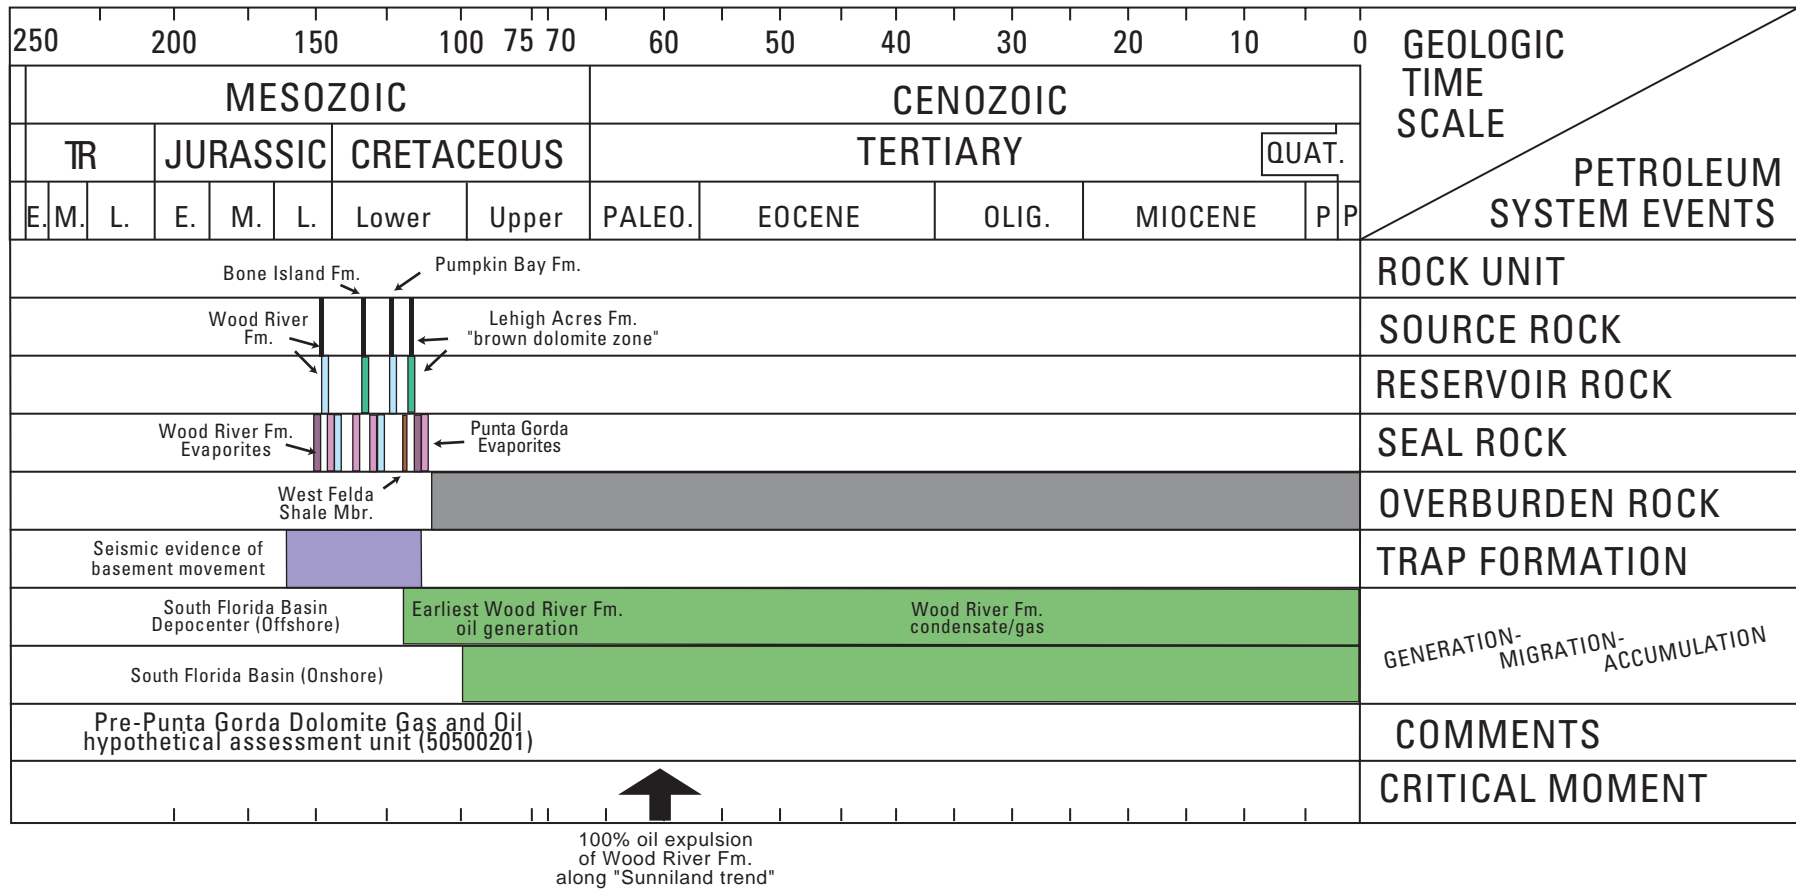 250 200 150 100 75 70 60 50 40 30 20 10 0
GEOLOGIC
TIME
SCALE
MESOZOIC CENOZOIC
TR JURASSIC CRETACEOUS TERTIARY QUAT.
PETROLEUM
SYSTEM EVENTS
E. M. L. E. M. L. Lower Upper PALEO. EOCENE OLIG. MIOCENE P P
ROCK UNIT
Bone Island Fm.
Pumpkin Bay Fm.
SOURCE ROCK
Wood River
Fm.
Lehigh Acres Fm.
"brown dolomite zone"
RESERVOIR ROCK
SEAL ROCK
Wood River Fm.
Evaporites
Punta Gorda
Evaporites
OVERBURDEN ROCK
West Felda
Shale Mbr.
TRAP FORMATION
Seismic evidence of
basement movement
South Florida Basin
Depocenter (Offshore)
Earliest Wood River Fm.
oil generation
Wood River Fm.
condensate/gas
GENERATION-
MIGRATION-
ACCUMULATION
South Florida Basin (Onshore)
Pre-Punta Gorda Dolomite Gas and Oil
hypothetical assessment unit (50500201)
COMMENTS
CRITICAL MOMENT
100% oil expulsion
of Wood River Fm.
along "Sunniland trend"